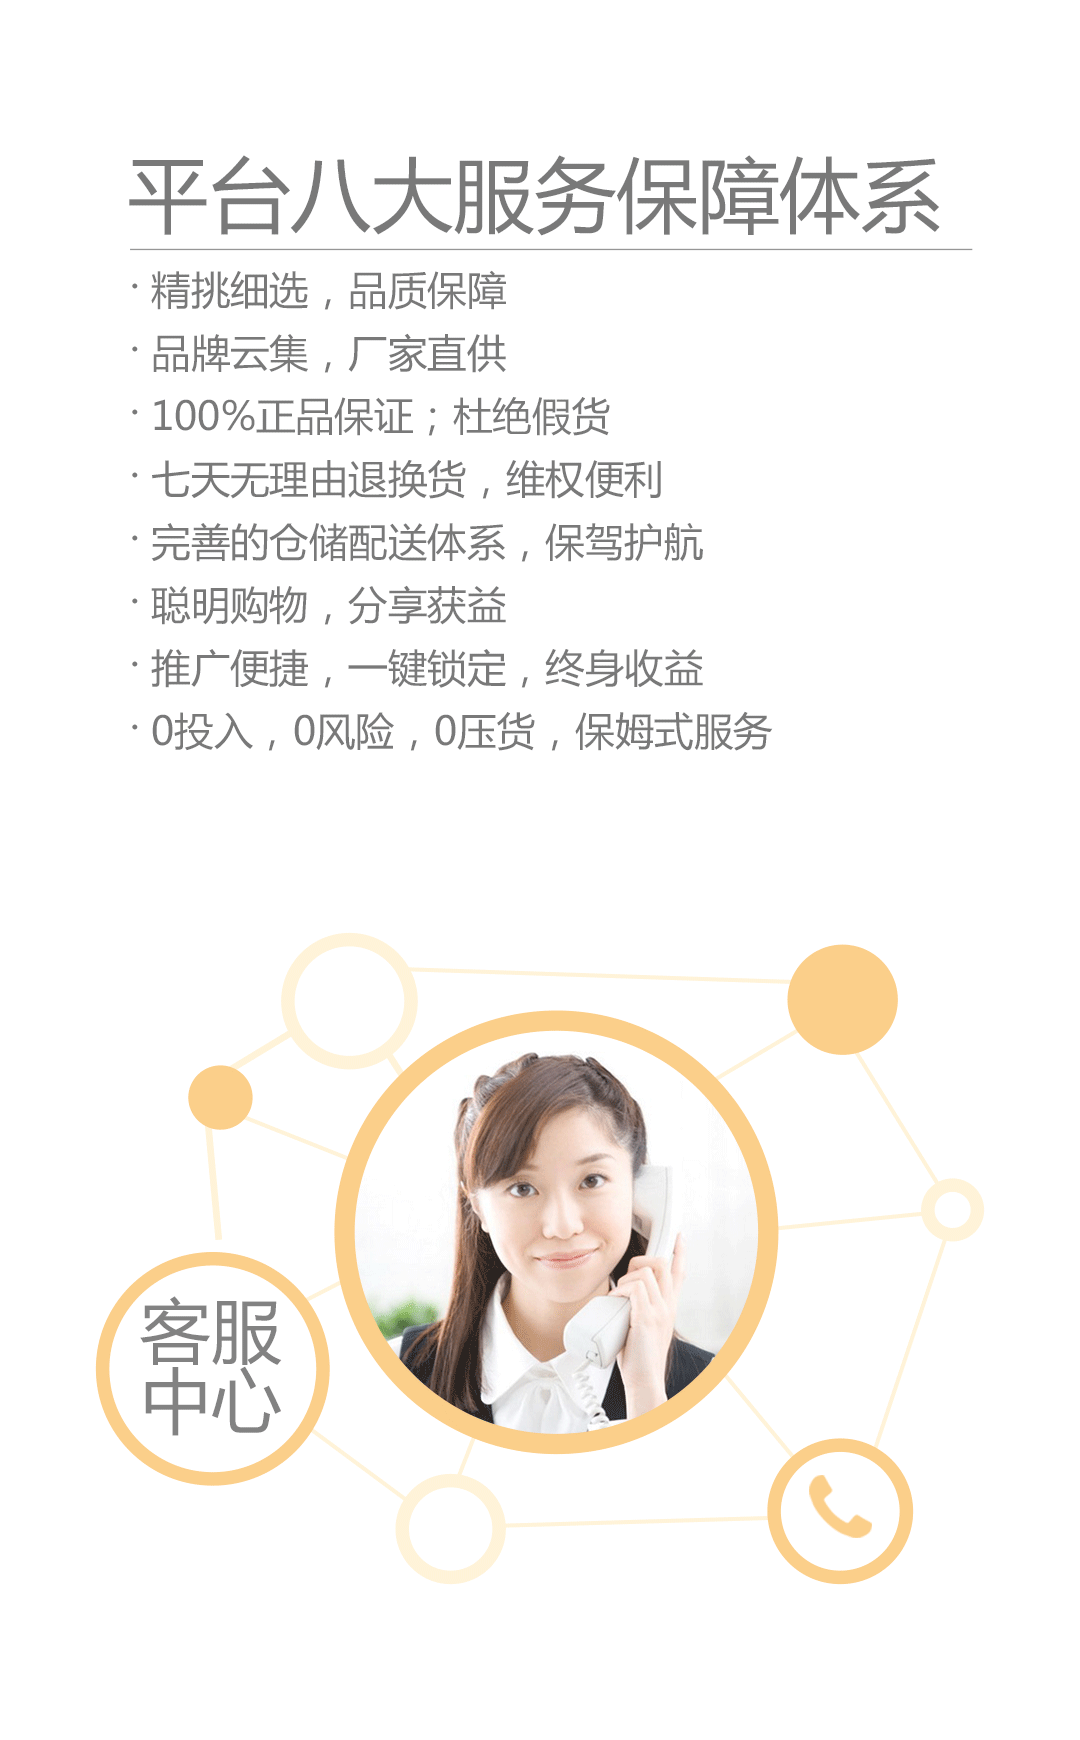 平台八大服务保障体系
· 精挑细选，品质保障
· 品牌云集，厂家直供
· 100%正品保证；杜绝假货
· 七天无理由退换货，维权便利
· 完善的仓储配送体系，保驾护航
· 聪明购物，分享获益
· 推广便捷，一键锁定，终身收益
· 0投入，0风险，0压货，保姆式服务
客服
中心